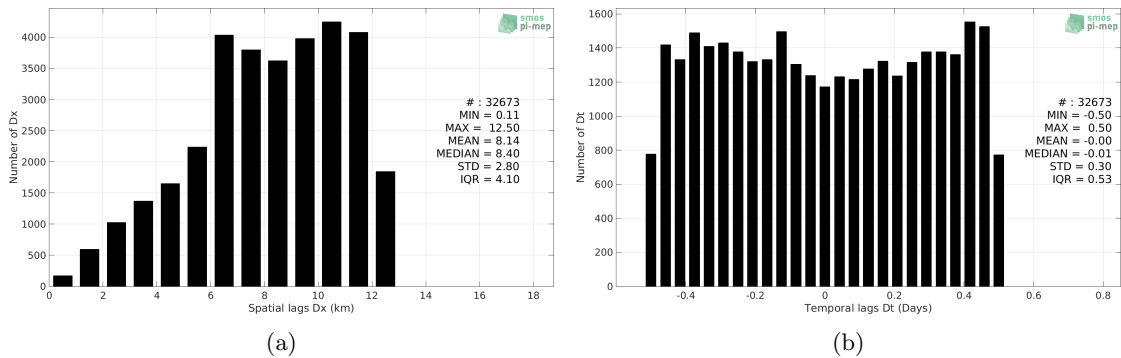 smos
pi-mep
Number of Dx
4000
3500
3000
2500
2000
1500
1000
500
0
# : 32673
MIN = 0.11
MAX = 12.50
MEAN = 8.14
MEDIAN = 8.40
STD = 2.80
IQR = 4.10
0 2 4 6 8 10 12 14 16 18
Spatial lags Dx (km)
(a)
smos
pi-mep
Number of Dt
1600
1400
1200
1000
800
600
400
200
0
# : 32673
MIN = -0.50
MAX = 0.50
MEAN = -0.00
MEDIAN = -0.01
STD = 0.30
IQR = 0.53
-0.4 -0.2 0 0.2 0.4 0.6 0.8
Temporal lags Dt (Days)
(b)